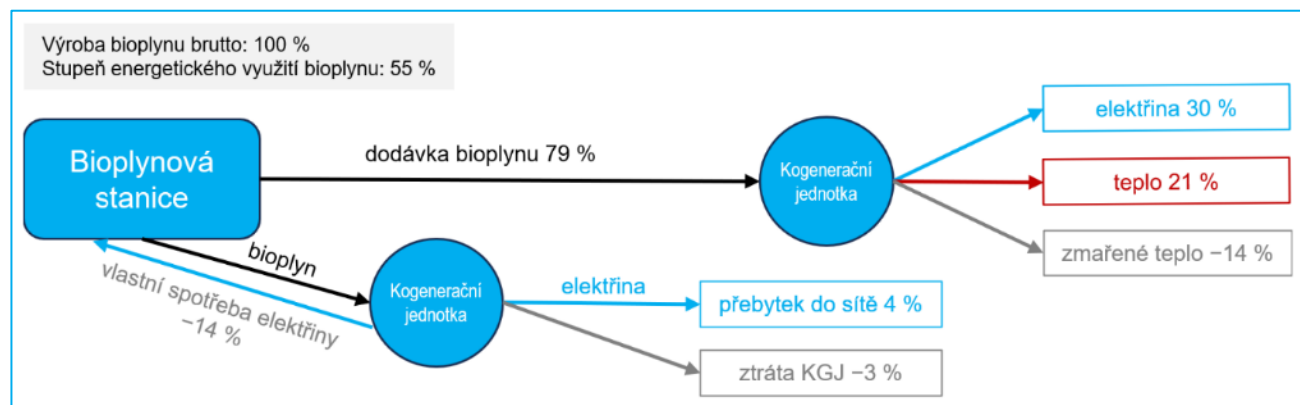 Výroba bioplynu brutto: 100 %
Stupeň energetického využití bioplynu: 55 %
Bioplynová
stanice
dodávka bioplynu 79 %
Kogenerační
jednotka
elektřina 30 %
teplo 21 %
zmařené teplo −14 %
bioplyn
vlastní spotřeba elektřiny
−14 %
Kogenerační
jednotka
elektřina
přebytek do sítě 4 %
ztráta KGJ −3 %